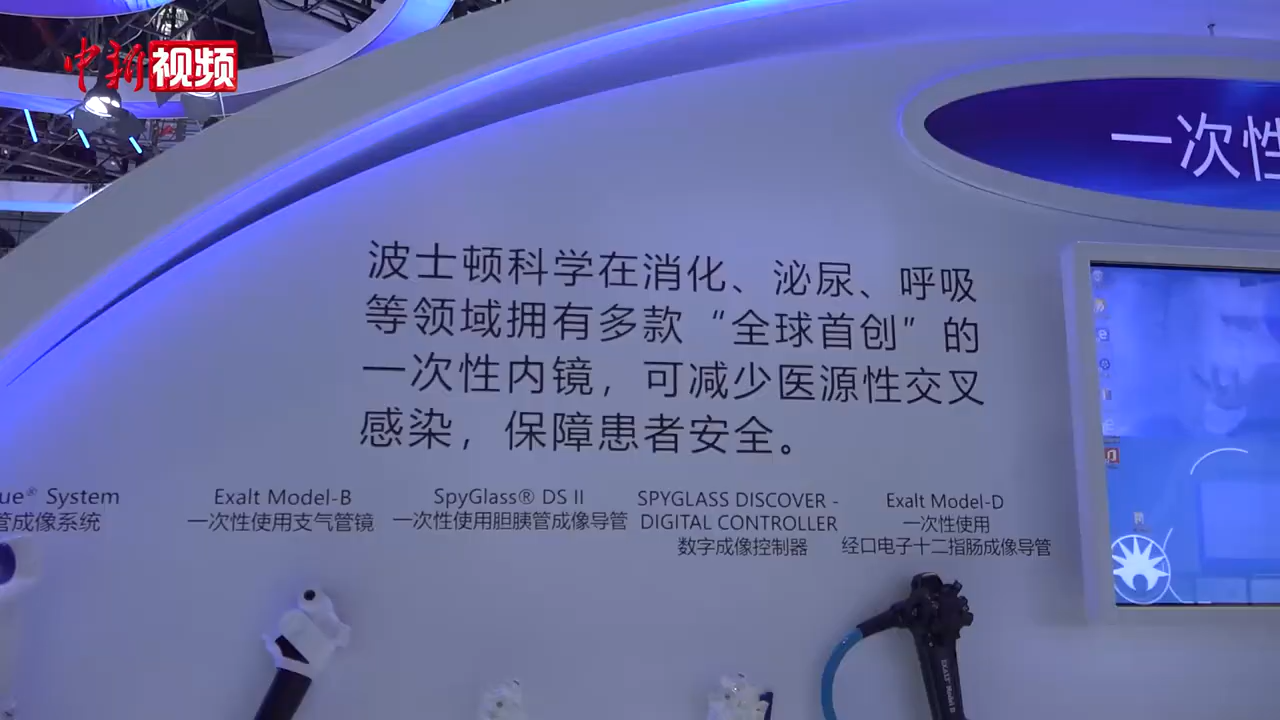 中新视频
一次性
波士顿科学在消化、泌尿、呼吸
等领域拥有多款“全球首创”的
一次性内镜，可减少医源性交叉
感染，保障患者安全。
ue® System
管成像系统
Exalt Model-B
一次性使用支气管镜
SpyGlass® DS II
一次性使用胆胰管成像导管
SPYGLASS DISCOVER -
DIGITAL CONTROLLER
数字成像控制器
Exalt Model-D
一次性使用
经口电子十二指肠成像导管
EXALT Model D